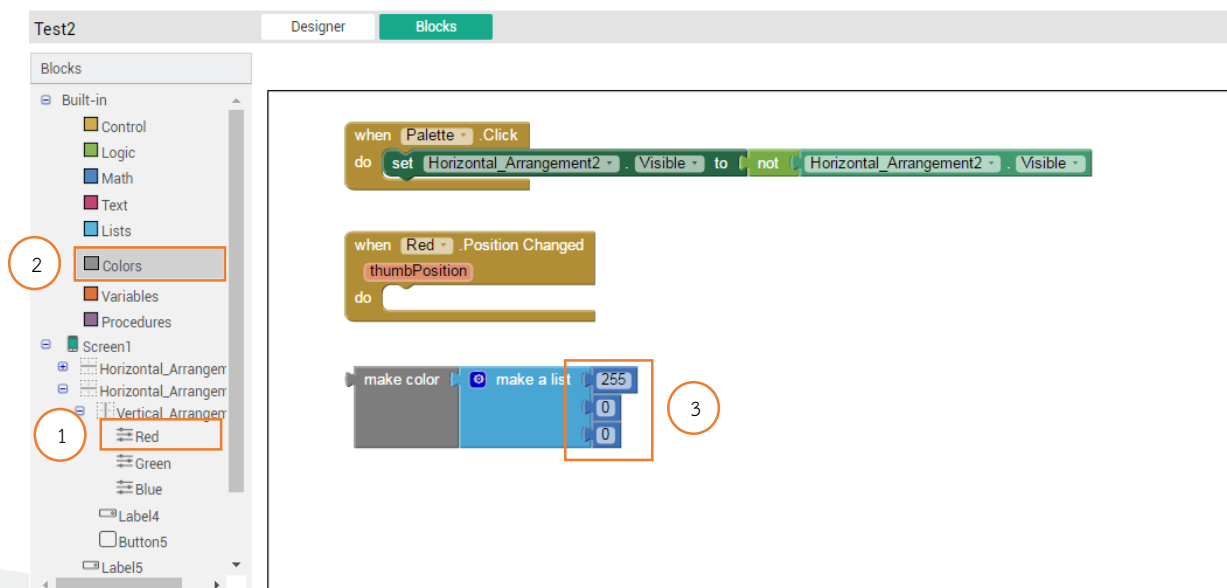 Test2
Designer
Blocks
Blocks
Built-in
Control
Logic
Math
Text
Lists
2
Colors
Variables
Procedures
Screen1
Horizontal_Arrangem
Horizontal_Arrangem
Vertical_Arrangem
1
Red
Green
Blue
Label4
Button5
Label5
when Palette .Click
do set Horizontal_Arrangement2 . Visible to not Horizontal_Arrangement2 . Visible
when Red .Position Changed
thumbPosition
do
make color make a list 255
0
0
3